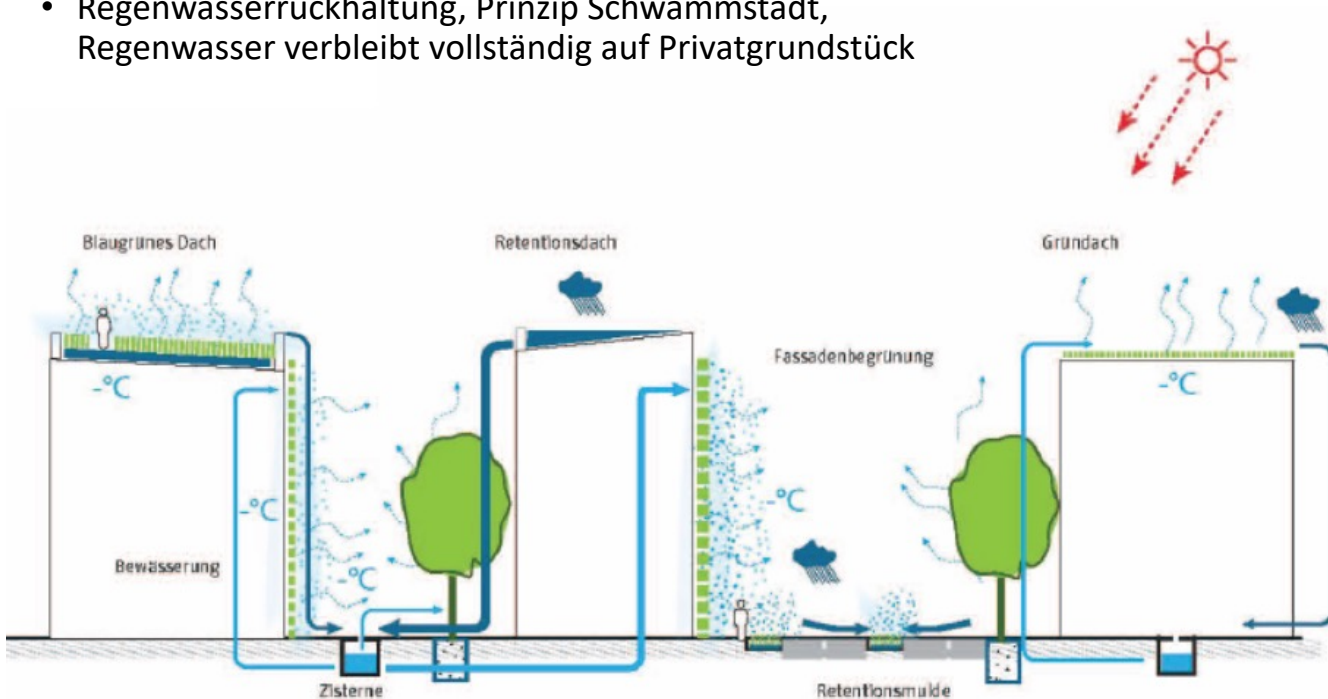 • Regenwasserrückhaltung, Prinzip Schwammstadt,
Regenwasser verbleibt vollständig auf Privatgrundstück
Blaugrünes Dach
Retentionsdach
Gründach
Fassadenbegrünung
-°C
-°C
-°C
-°C
-°C
Bewässerung
Zisterne
Retentionsmulde